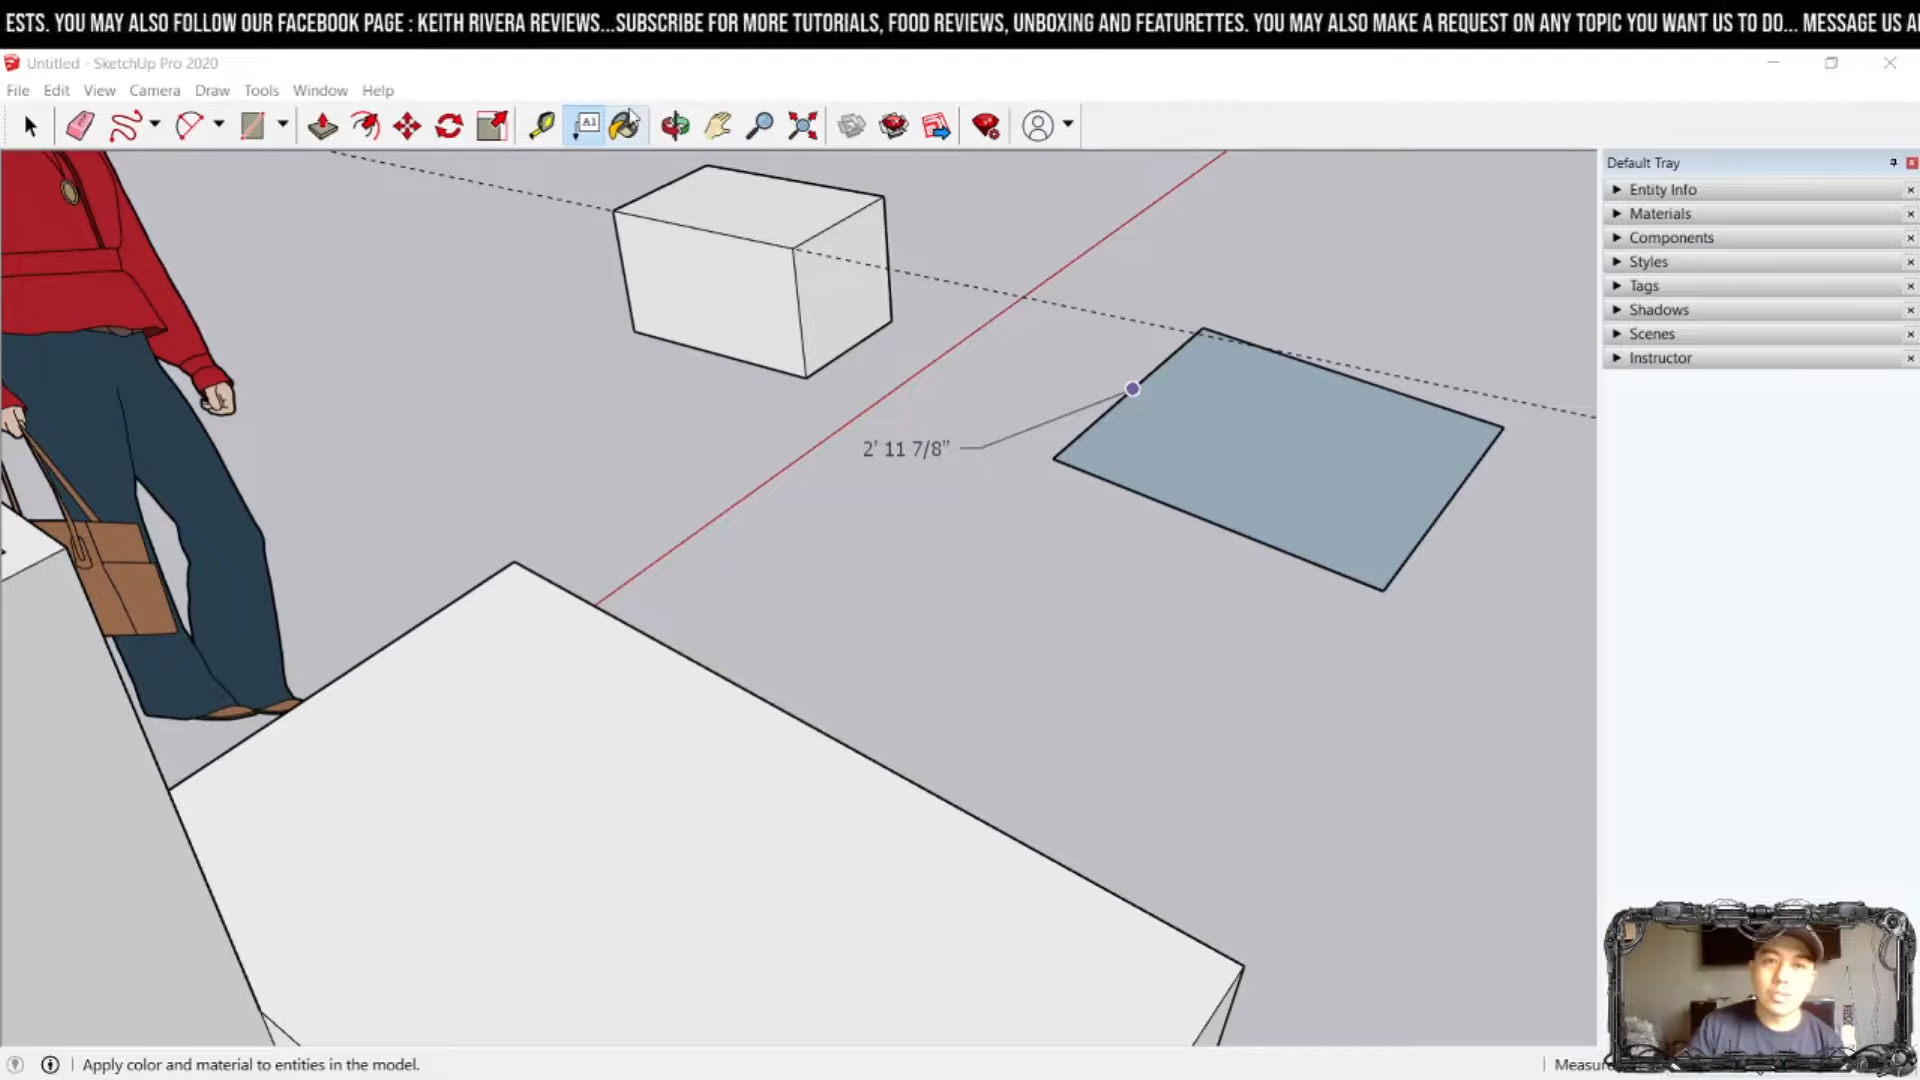 ESTS. YOU MAY ALSO FOLLOW OUR FACEBOOK PAGE : KEITH RIVERA REVIEWS...SUBSCRIBE FOR MORE TUTORIALS, FOOD REVIEWS, UNBOXING AND FEATURETTES. YOU MAY ALSO MAKE A REQUEST ON ANY TOPIC YOU WANT US TO DO... MESSAGE US A
Untitled - SketchUp Pro 2020
File Edit View Camera Draw Tools Window Help
A1
Default Tray
Entity Info
Materials
Components
Styles
Tags
Shadows
Scenes
Instructor
2' 11 7/8"
Apply color and material to entities in the model.
Measur